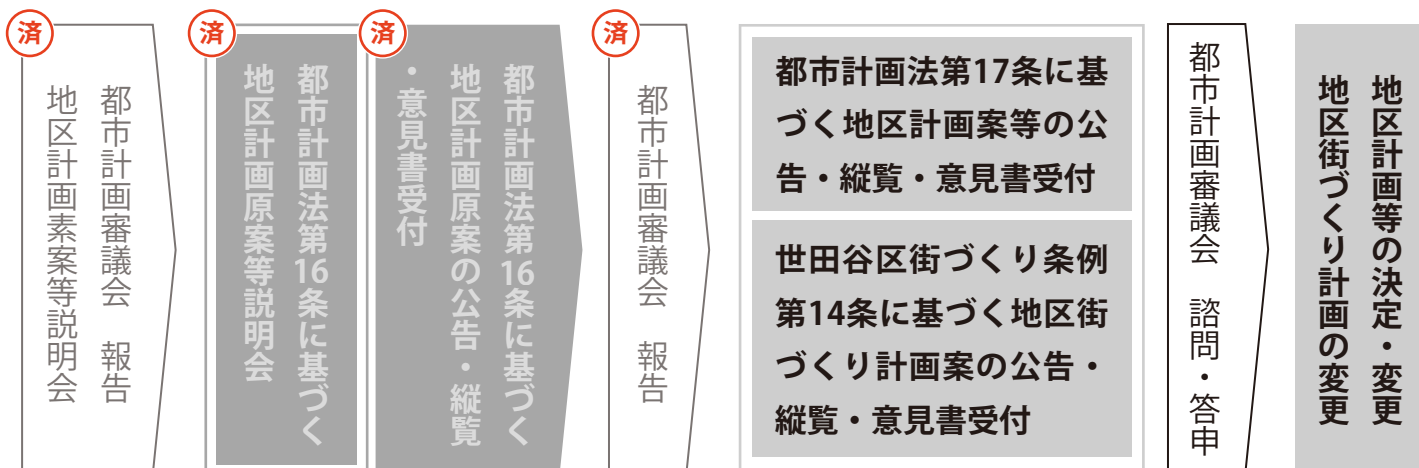 済
都市計画審議会　報告
地区計画素案等説明会
済
都市計画法第16条に基づく
地区計画原案等説明会
済
都市計画法第16条に基づく
地区計画原案の公告・縦覧
・意見書受付
済
都市計画審議会　報告
都市計画法第17条に基
づく地区計画案等の公
告・縦覧・意見書受付
世田谷区街づくり条例
第14条に基づく地区街
づくり計画案の公告・
縦覧・意見書受付
都市計画審議会　諮問・答申
地区計画等の決定・変更
地区街づくり計画の変更